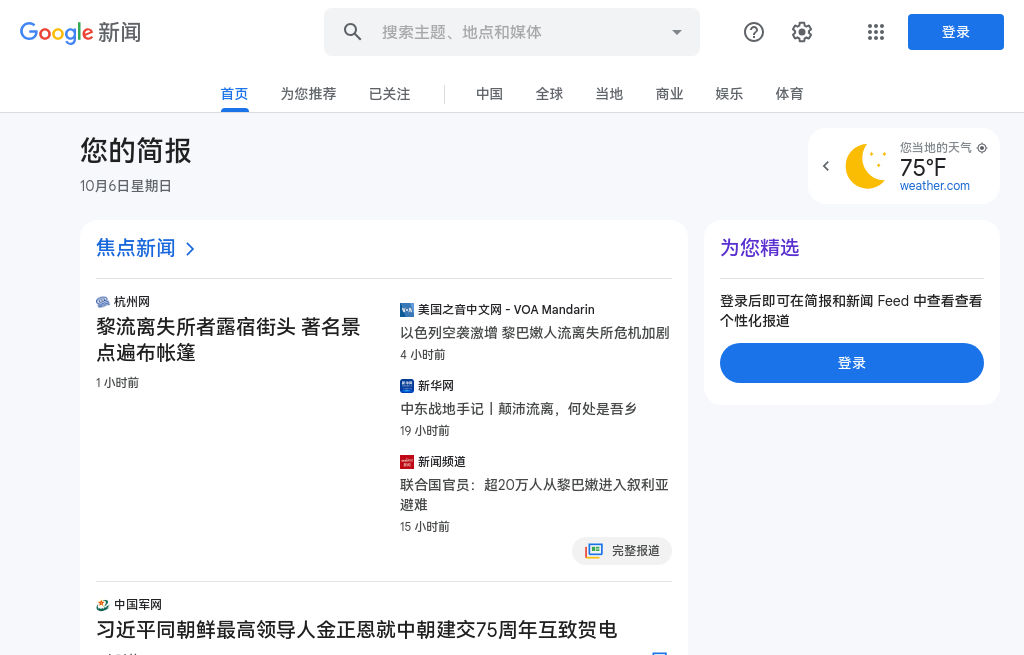 Google 新闻
搜索主题、地点和媒体
登录
首页
为您推荐
已关注
中国
全球
当地
商业
娱乐
体育
您的简报
10月6日星期日
您当地的天气
75°F
weather.com
焦点新闻
杭州网
黎流离失所者露宿街头 著名景
点遍布帐篷
1 小时前
美国之音中文网 - VOA Mandarin
以色列空袭激增 黎巴嫩人流离失所危机加剧
4 小时前
新华网
中东战地手记丨颠沛流离，何处是吾乡
19 小时前
新闻频道
联合国官员：超20万人从黎巴嫩进入叙利亚
避难
15 小时前
完整报道
中国军网
习近平同朝鲜最高领导人金正恩就中朝建交75周年互致贺电
为您精选
登录后即可在简报和新闻 Feed 中查看查看
个性化报道
登录